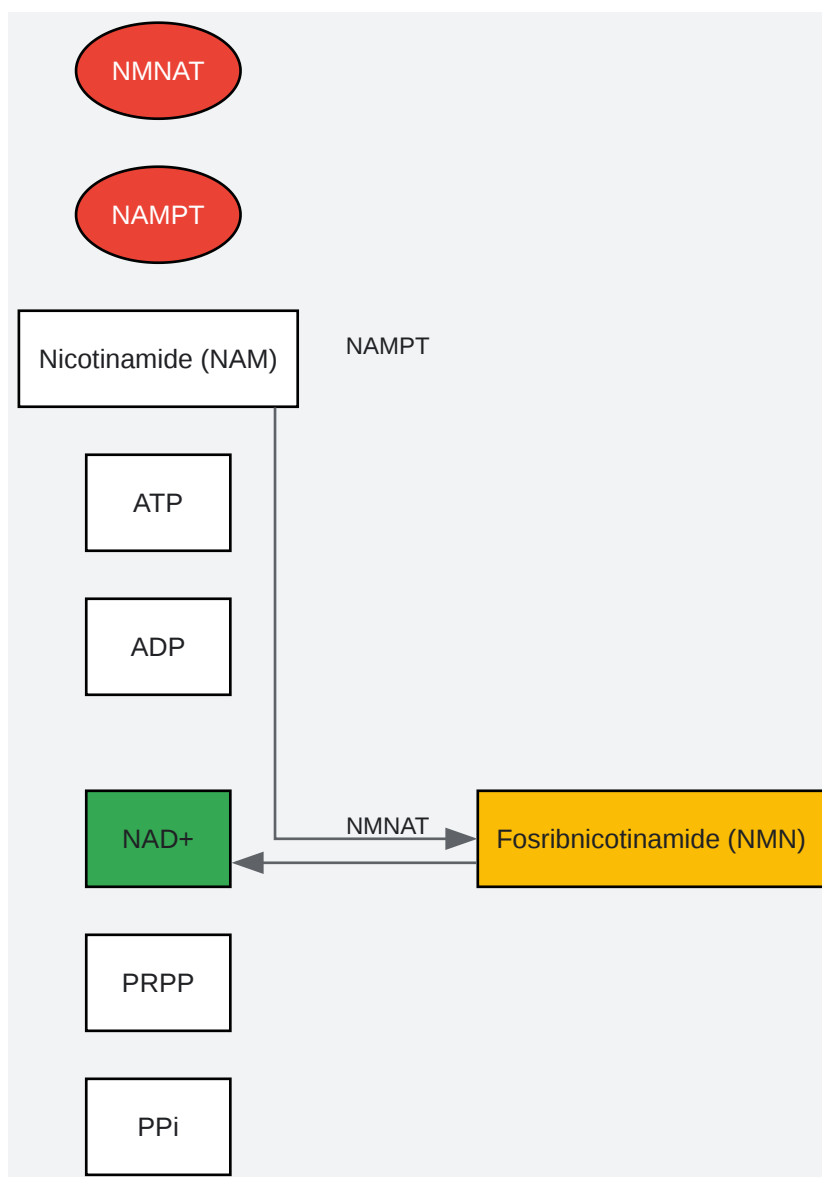 NMNAT
NAMPT
Nicotinamide (NAM)
NAMPT
ATP
ADP
NAD+
NMNAT
Fosribnicotinamide (NMN)
PRPP
PPi